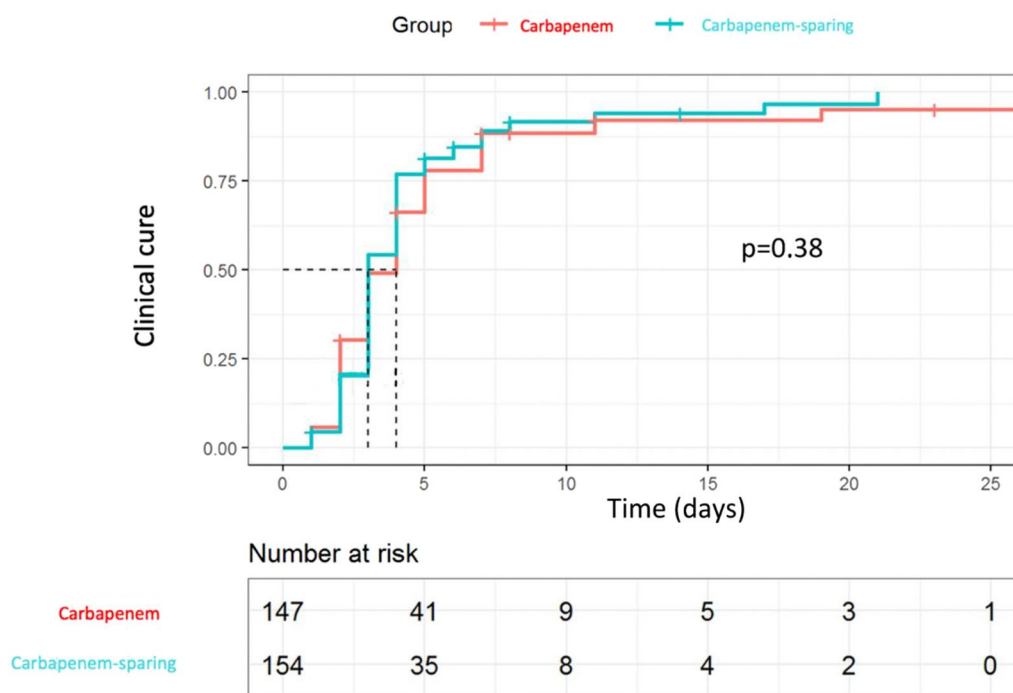 Group Carbapenem Carbapenem-sparing
1.00
0.75
0.50
0.25
0.00
Clinical cure
p=0.38
0 5 10 15 20 25
Time (days)
Number at risk
Carbapenem 147 41 9 5 3 1
Carbapenem-sparing 154 35 8 4 2 0